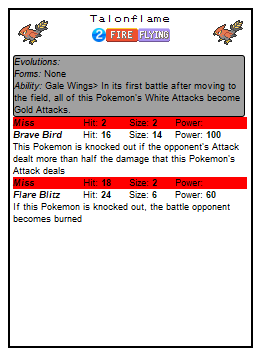 Talonflame
2 FIRE FLYING
Evolutions:
Forms: None
Ability: Gale Wings> In its first battle after moving to
the field, all of this Pokemon's White Attacks become
Gold Attacks.
Miss Hit: 2 Size: 2 Power:
Brave Bird Hit: 16 Size: 14 Power: 100
This Pokemon is knocked out if the opponent's Attack
dealt more than half the damage that this Pokemon's
Attack deals
Miss Hit: 18 Size: 2 Power:
Flare Blitz Hit: 24 Size: 6 Power: 60
If this Pokemon is knocked out, the battle opponent
becomes burned